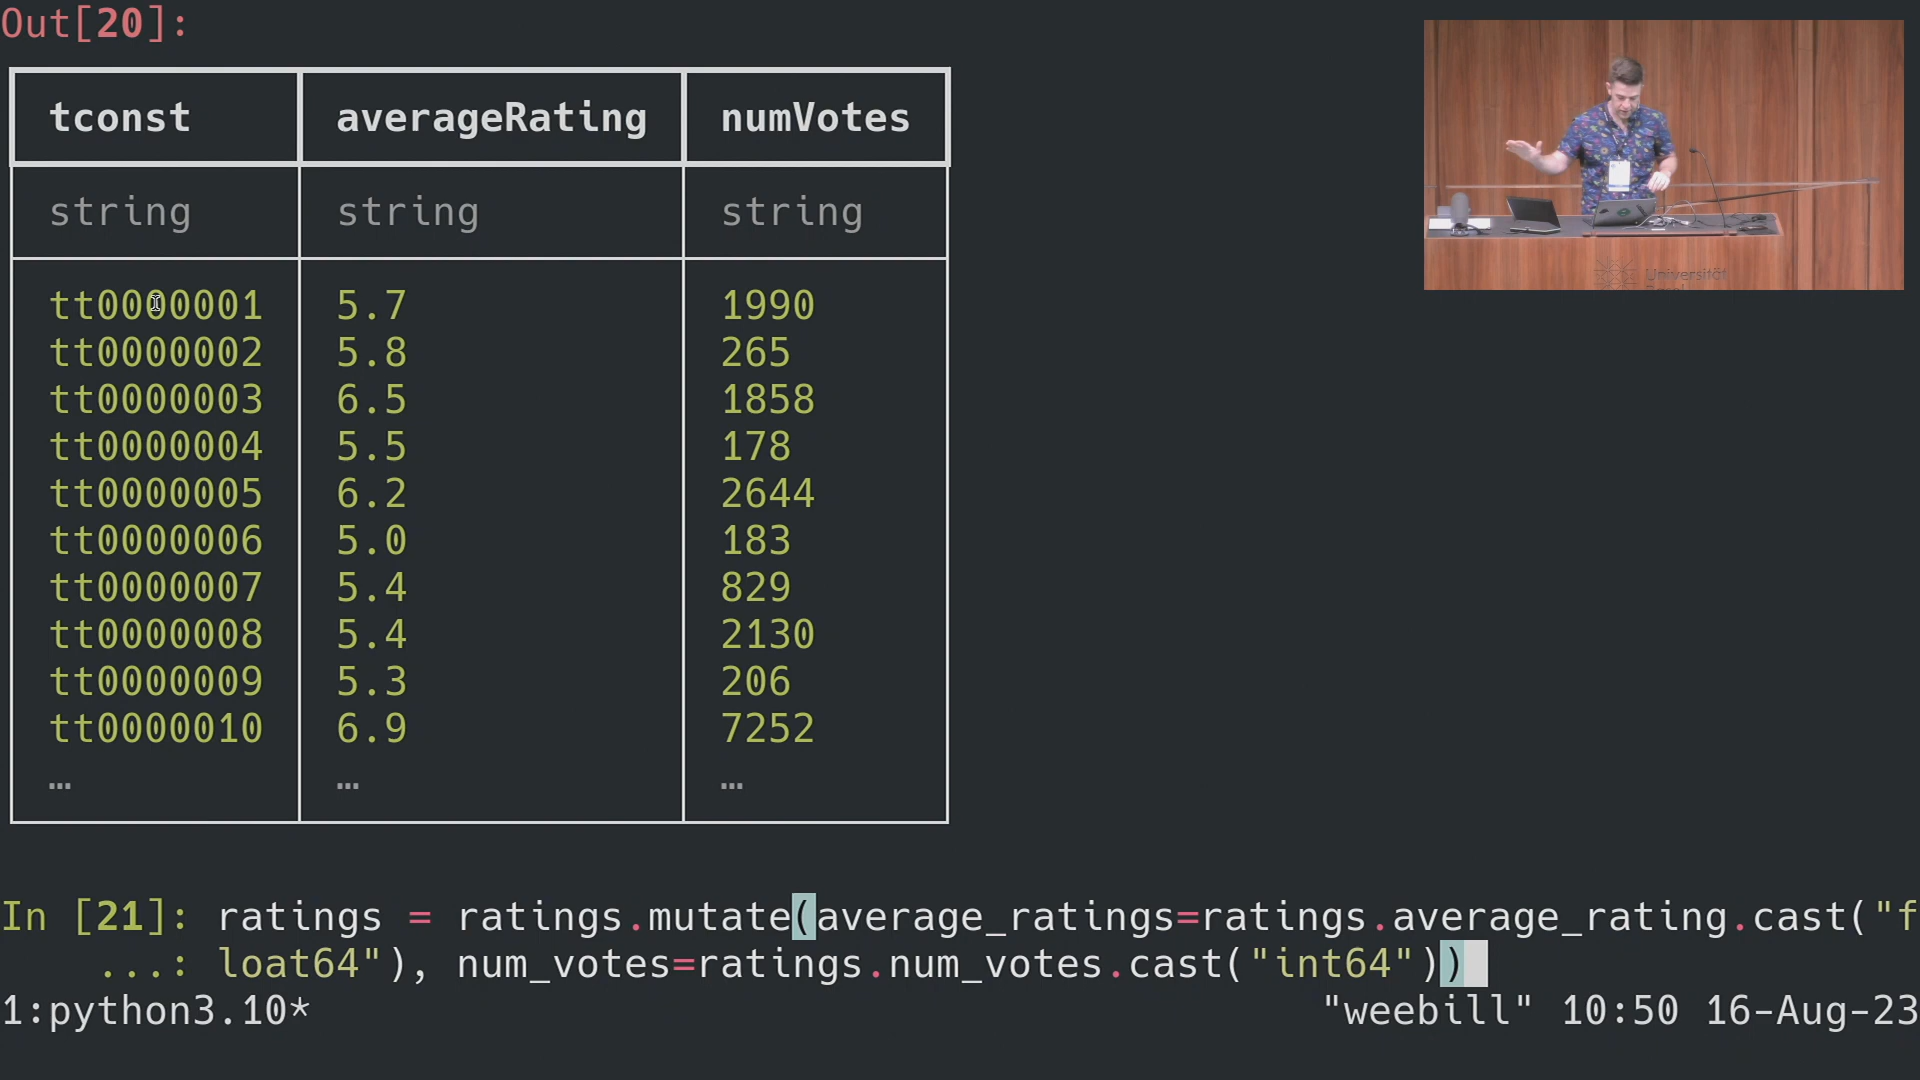 Out[20]:
tconst averageRating numVotes
string string string
tt0000001 5.7 1990
tt0000002 5.8 265
tt0000003 6.5 1858
tt0000004 5.5 178
tt0000005 6.2 2644
tt0000006 5.0 183
tt0000007 5.4 829
tt0000008 5.4 2130
tt0000009 5.3 206
tt0000010 6.9 7252
… … …
In [21]: ratings = ratings.mutate(average_ratings=ratings.average_rating.cast("f
...: loat64"), num_votes=ratings.num_votes.cast("int64"))
1:python3.10* "weebill" 10:50 16-Aug-23
Universität